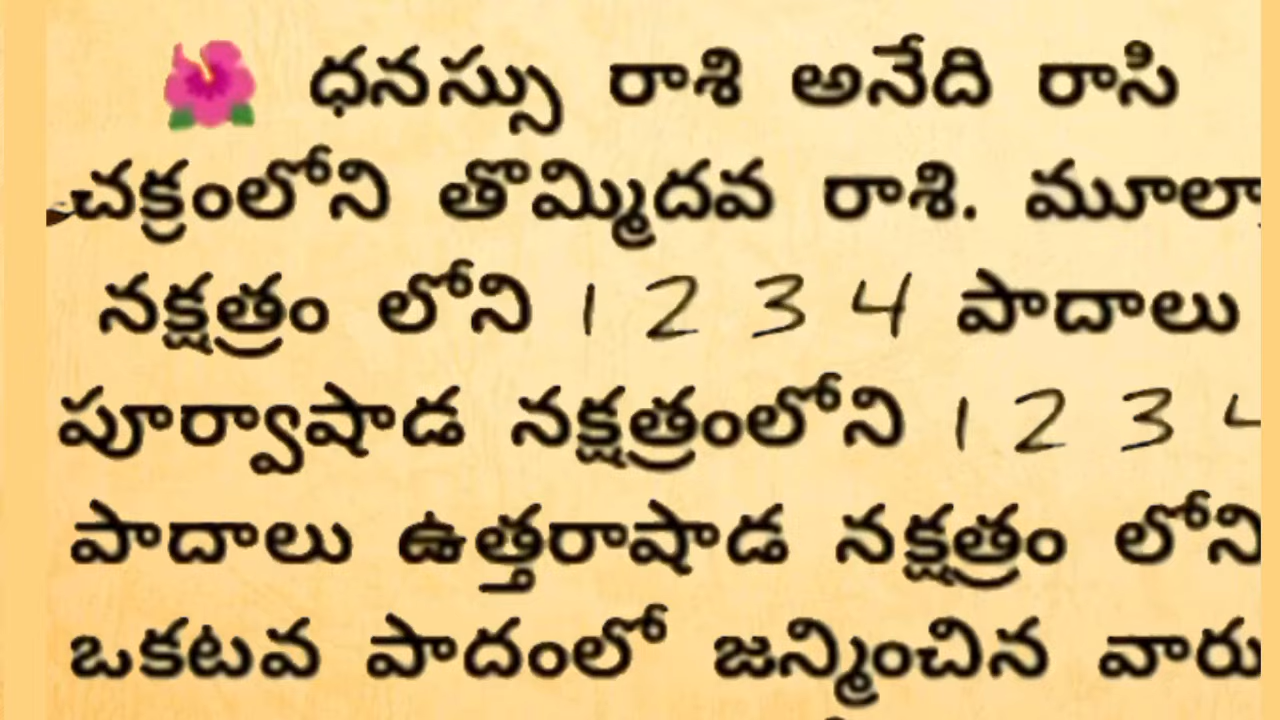 🌺 ధనస్సు రాశి అనేది రాసి
చక్రంలోని తొమ్మిదవ రాశి. మూలా
నక్షత్రం లోని 1 2 3 4 పాదాలు
పూర్వాషాడ నక్షత్రంలోని 1 2 3 4
పాదాలు ఉత్తరాషాడ నక్షత్రం లోని
ఒకటవ పాదంలో జన్మించిన వారు